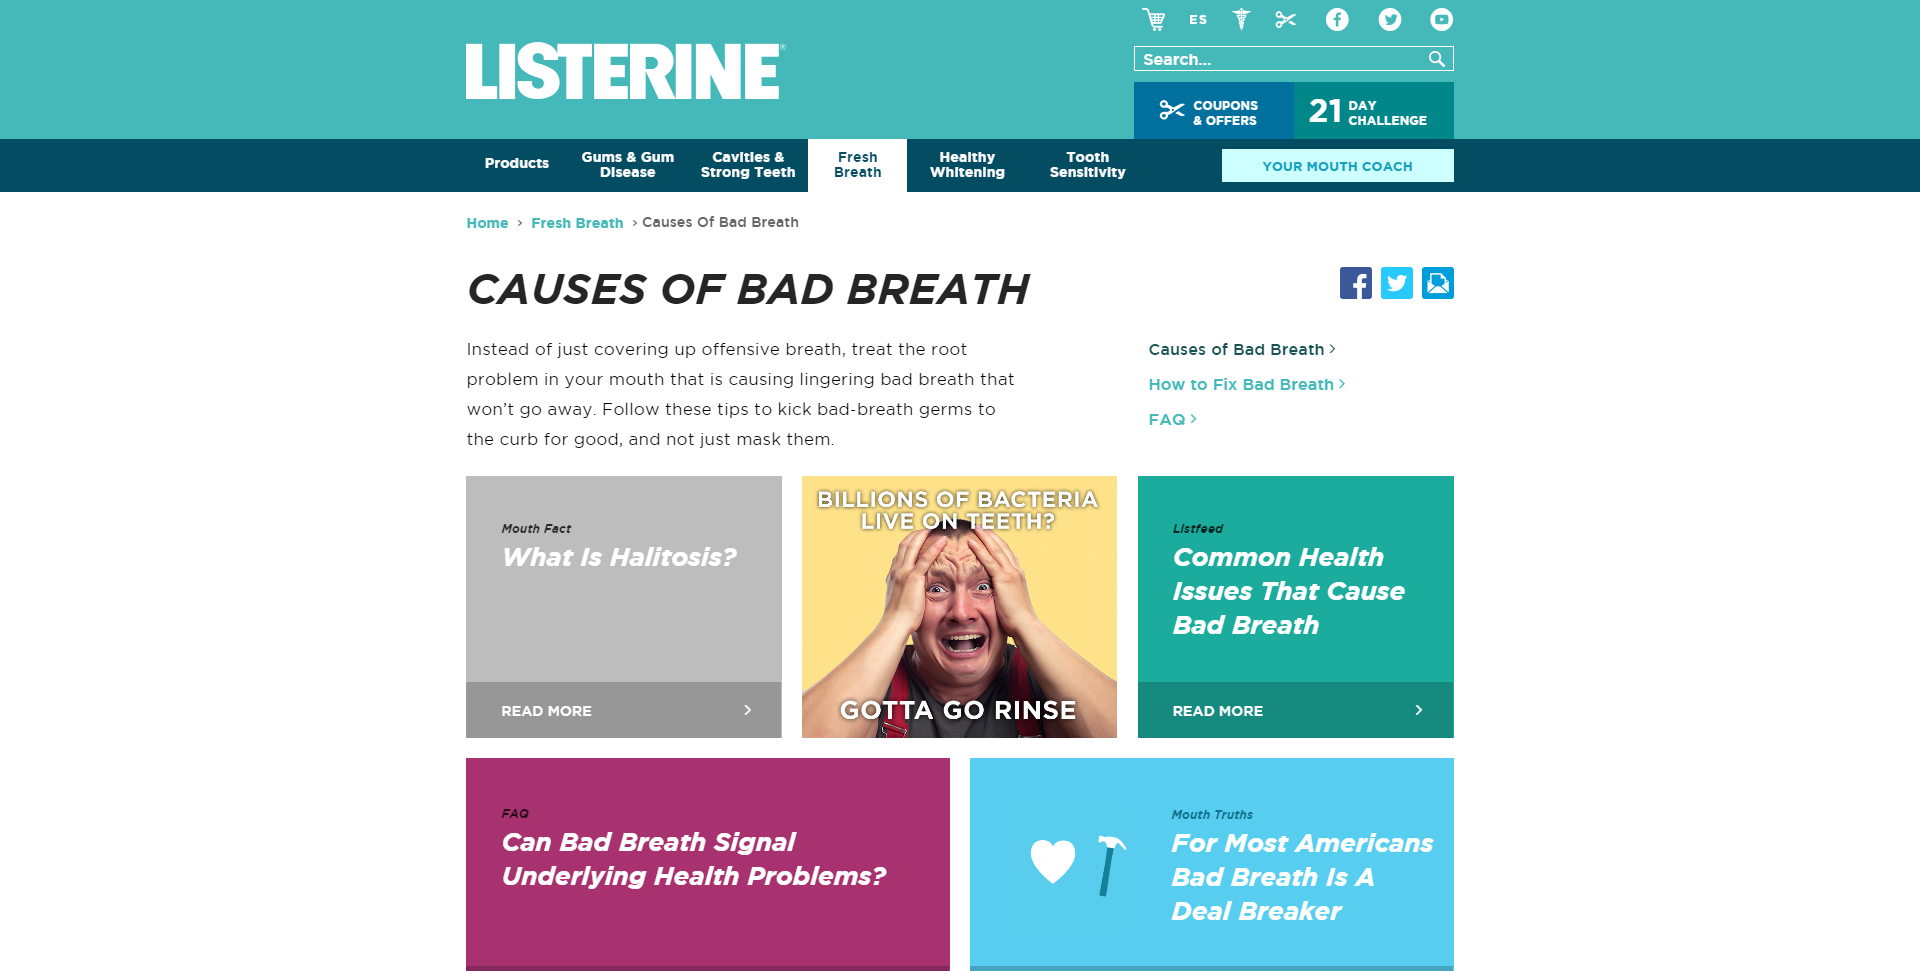 ES
LISTERINE®
Search...
COUPONS
& OFFERS
21 DAY
CHALLENGE
Products
Gums & Gum
Disease
Cavities &
Strong Teeth
Fresh
Breath
Healthy
Whitening
Tooth
Sensitivity
YOUR MOUTH COACH
Home > Fresh Breath > Causes Of Bad Breath
CAUSES OF BAD BREATH
Instead of just covering up offensive breath, treat the root
problem in your mouth that is causing lingering bad breath that
won’t go away. Follow these tips to kick bad-breath germs to
the curb for good, and not just mask them.
Causes of Bad Breath >
How to Fix Bad Breath >
FAQ >
Mouth Fact
What Is Halitosis?
READ MORE >
BILLIONS OF BACTERIA
LIVE ON TEETH?
GOTTA GO RINSE
Listfeed
Common Health
Issues That Cause
Bad Breath
READ MORE >
FAQ
Can Bad Breath Signal
Underlying Health Problems?
Mouth Truths
For Most Americans
Bad Breath Is A
Deal Breaker